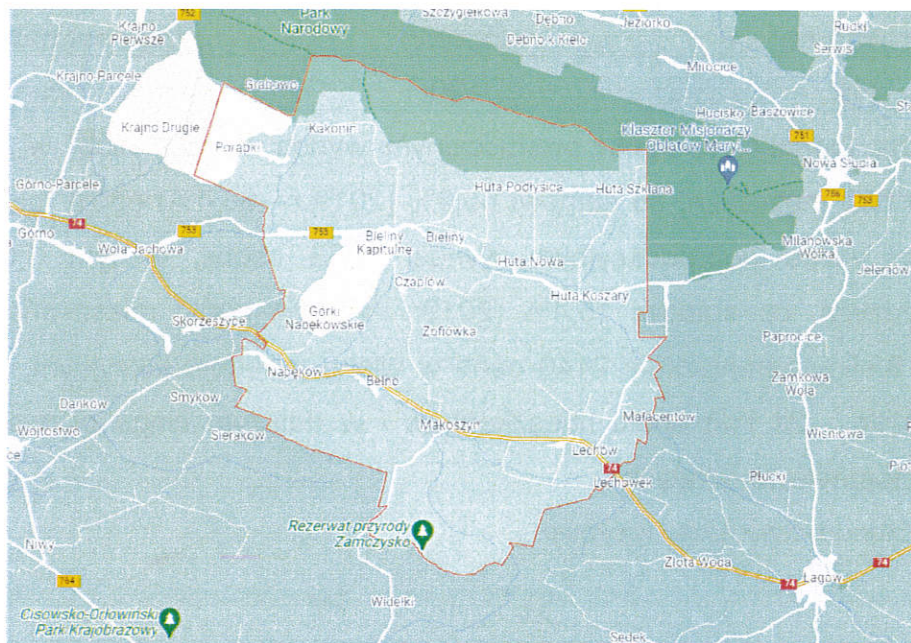 752
Park
Narodowy
Szczygiełkowa
Dębno
Dębno k Kielc
Jeziorko
Rudki
Serwis
Krajno
Pierwsze
Krajno-Parcele
Grabowa
Mirocice
Hucisko
Baszowice
Krajno Drugie
Kakonin
Porąbki
Klasztor Misjonarzy
Oblatów Maryi...
751
Nowa Słupia
Górno-Parcele
Huta Podłysica
Huta Szklana
756
753
74
Górno
753
Wola Jachowa
753
Bieliny
Kapitulne
Bieliny
Milanowska
Wólka
Huta Nowa
Czaplów
Huta Koszary
Górki
Napękowskie
Skorzeszyce
Zofiówka
Paprocice
Napęków
Belno
Zamkowa
Wola
Danków
Smyków
Makoszyn
Małacentów
Wójtostwo
Sieraków
Wiśniowa
Lechów
74
Lechówek
Płucki
Rezerwat przyrody
Zamczysko
Niwy
Złota Woda
74
764
74
Łagów
Widełki
Cisowsko-Orłowiński
Park Krajobrazowy
Sędek